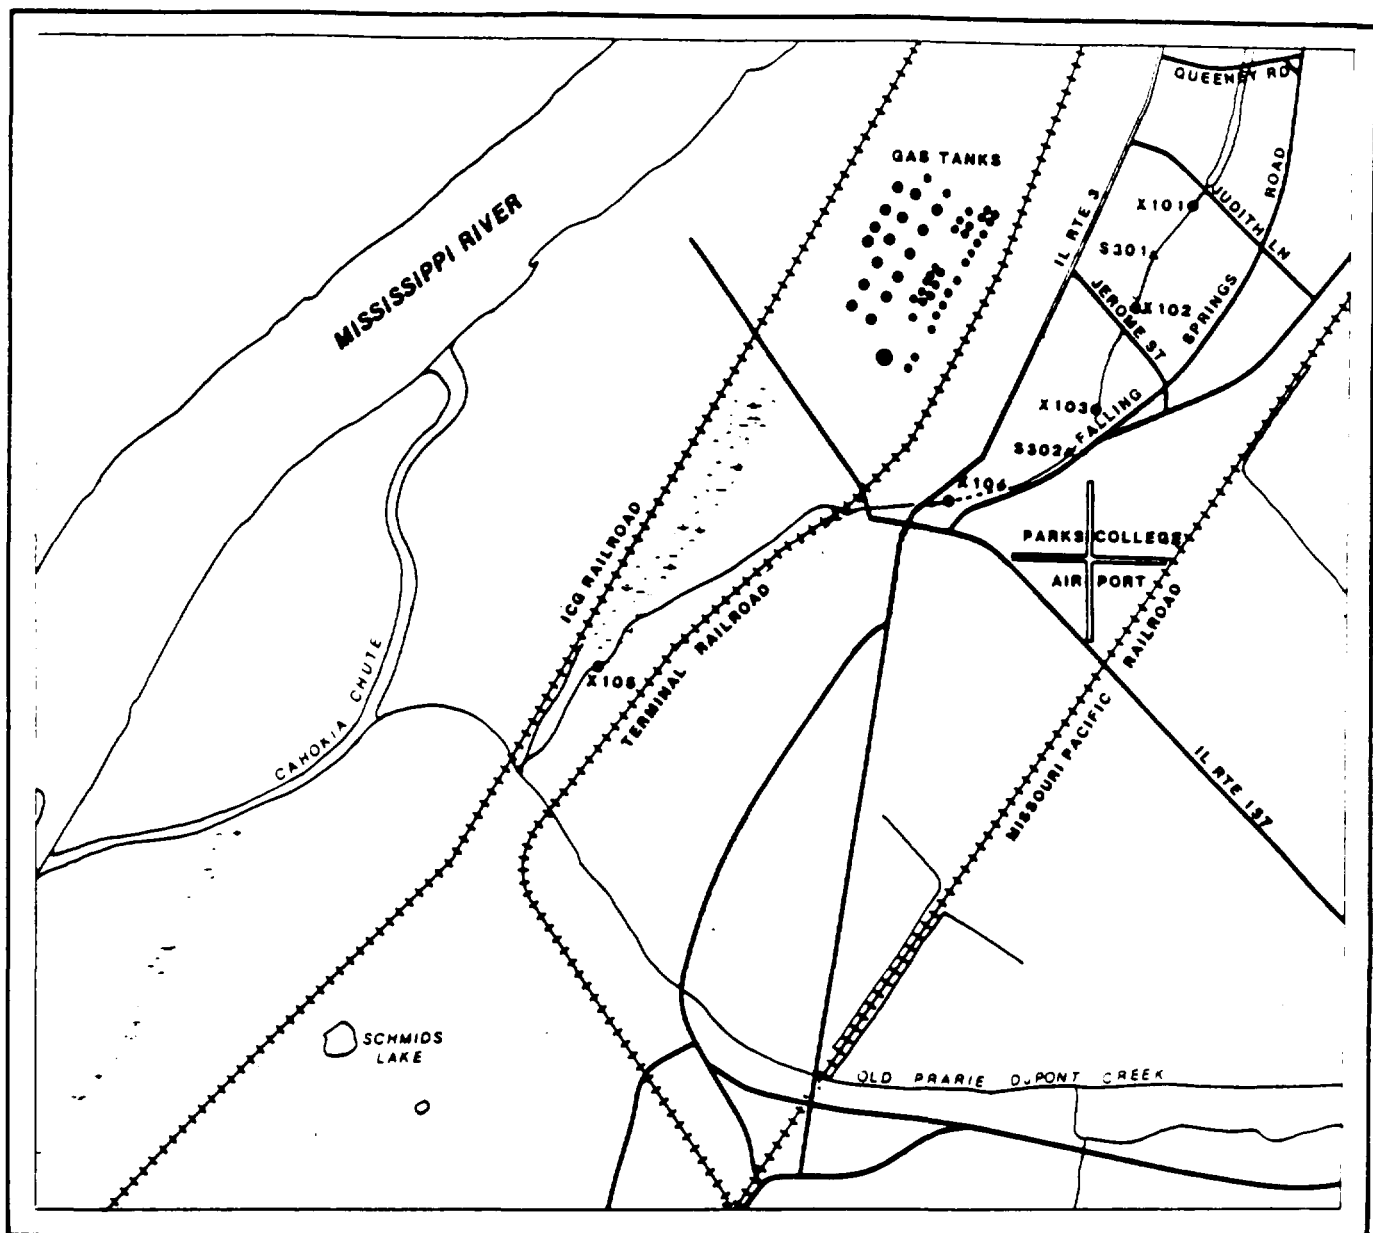 QUEENEY RD
GAS TANKS
MISSISSIPPI RIVER
IL RTE 3
X101
JUDITH LN
ROAD
S301
X102
JEROME ST
SPRINGS
X103
FALLING
S302
X104
PARKS COLLEGE
AIRPORT
ICG RAILROAD
TERMINAL RAILROAD
X105
CAHOKIA CHUTE
MISSOURI PACIFIC RAILROAD
IL RTE 157
SCHMIDS
LAKE
OLD PRARIE DUPONT CREEK